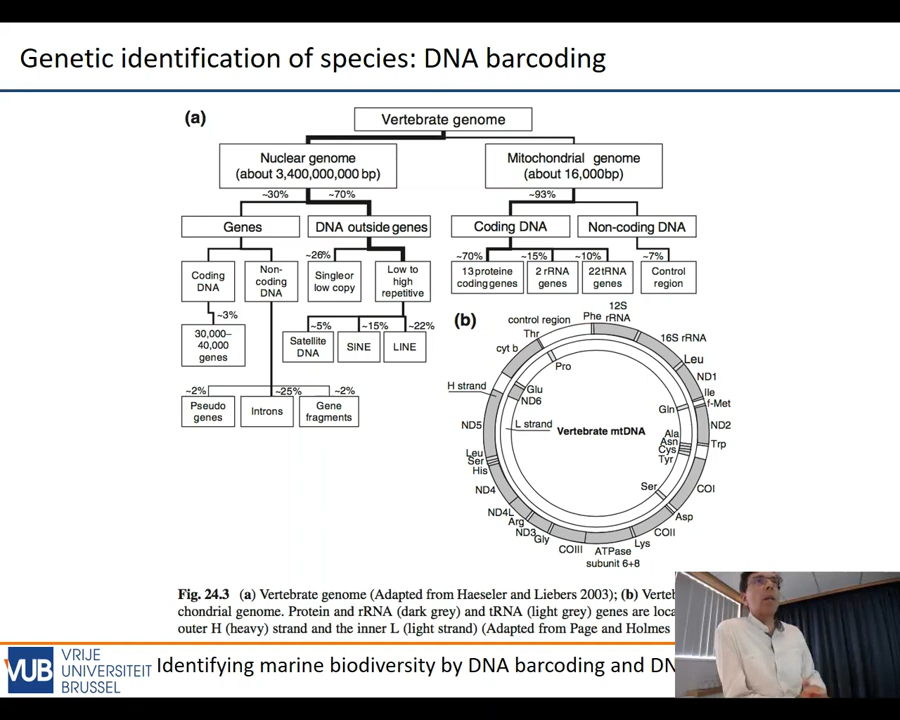 Genetic identification of species: DNA barcoding
(a)
Vertebrate genome
Nuclear genome
(about 3,400,000,000 bp)
Mitochondrial genome
(about 16,000bp)
~30%
~70%
~93%
Genes
DNA outside genes
Coding DNA
Non-coding DNA
~26%
~70%
~15%
~10%
~7%
Coding
DNA
Non-
coding
DNA
Singleor
low copy
Low to
high
repetitive
13 proteine
coding genes
2 rRNA
genes
22tRNA
genes
Control
region
~3%
30,000–
40,000
genes
~5%
~15%
~22%
Satellite
DNA
SINE
LINE
~2%
~25%
~2%
Pseudo
genes
Introns
Gene
fragments
(b)
control region
Phe
12S
rRNA
16S rRNA
Leu
ND1
Ile
f-Met
ND2
Trp
COI
Asp
COII
Lys
ATPase
subunit 6+8
COIII
Gly
ND3
Arg
ND4L
ND4
His
Ser
Leu
ND5
H strand
cyt b
Thr
Pro
Glu
ND6
L strand
Vertebrate mtDNA
Gln
Ala
Asn
Cys
Tyr
Ser
Fig. 24.3 (a) Vertebrate genome (Adapted from Haeseler and Liebers 2003); (b) Verte
chondrial genome. Protein and rRNA (dark grey) and tRNA (light grey) genes are loca
outer H (heavy) strand and the inner L (light strand) (Adapted from Page and Holmes
VUB
VRIJE
UNIVERSITEIT
BRUSSEL
Identifying marine biodiversity by DNA barcoding and DN